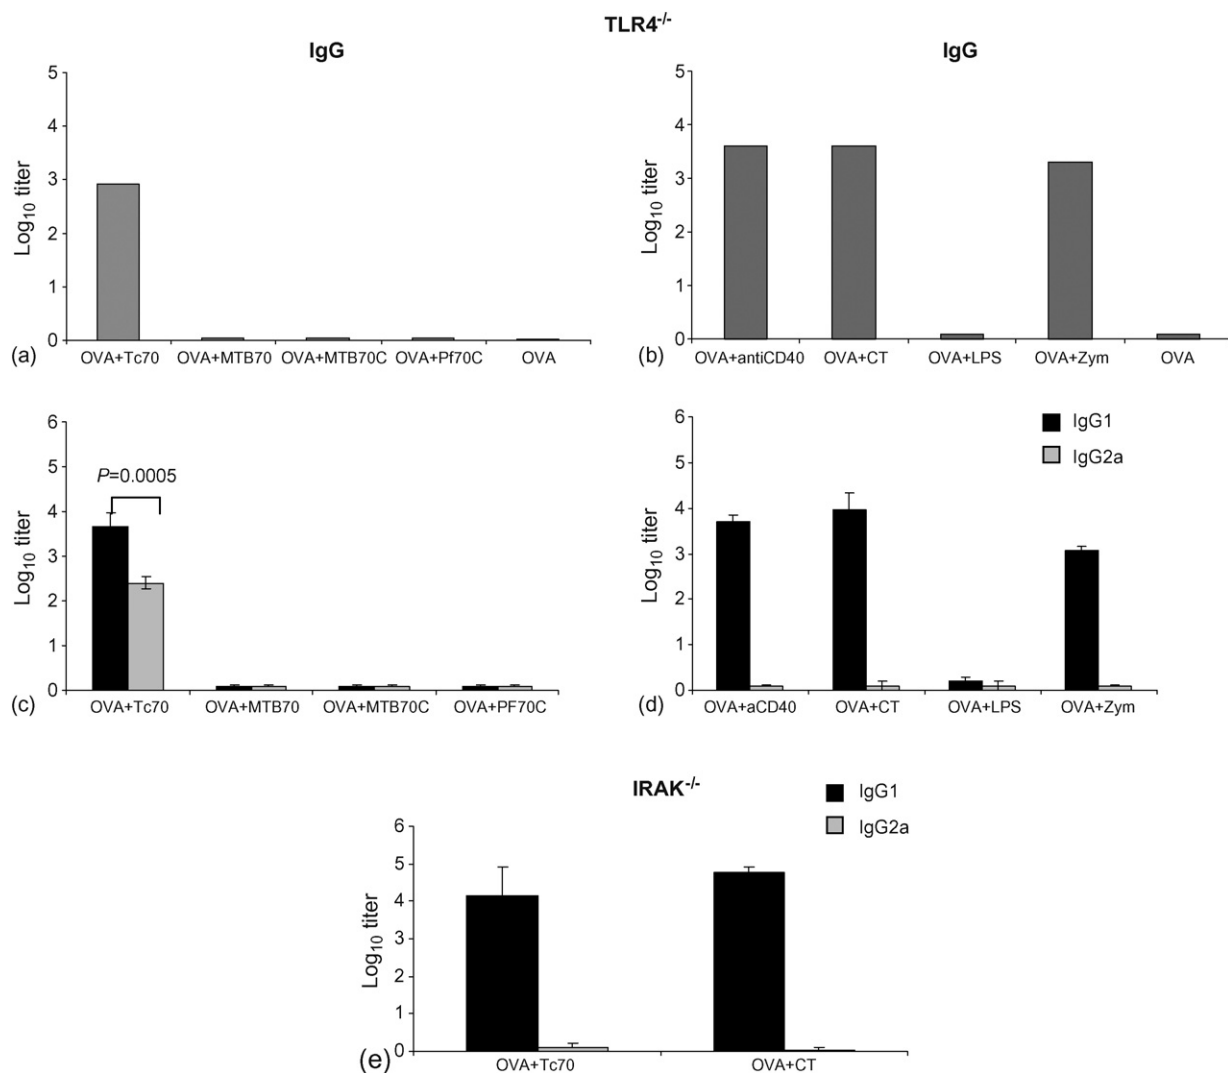 TLR4-/-
IgG
IgG
5
4
3
2
1
0
Log10 titer
OVA+Tc70 OVA+MTB70 OVA+MTB70C OVA+Pf70C OVA
(a)
5
4
3
2
1
0
Log10 titer
OVA+antiCD40 OVA+CT OVA+LPS OVA+Zym OVA
(b)
6
5
4
3
2
1
0
Log10 titer
P=0.0005
OVA+Tc70 OVA+MTB70 OVA+MTB70C OVA+PF70C
(c)
6
5
4
3
2
1
0
Log10 titer
IgG1
IgG2a
OVA+aCD40 OVA+CT OVA+LPS OVA+Zym
(d)
IRAK-/-
IgG1
IgG2a
6
5
4
3
2
1
0
Log10 titer
OVA+Tc70 OVA+CT
(e)